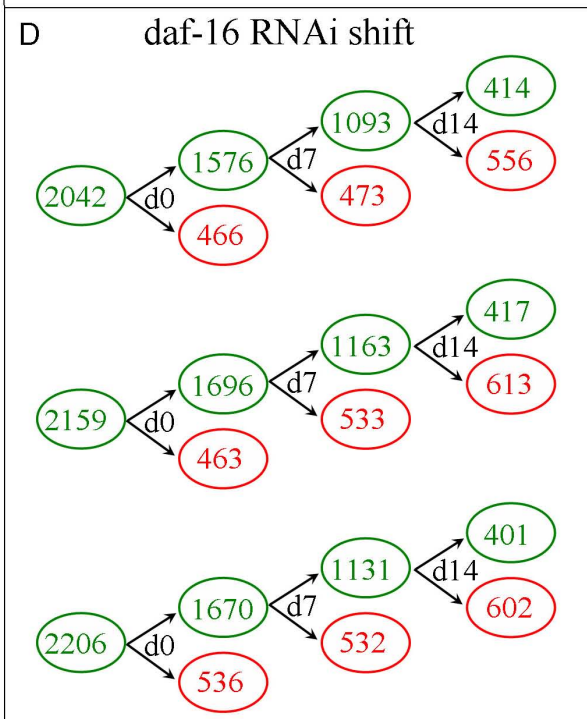 D daf-16 RNAi shift
414
1093
1576 d14
d7 556
2042 d0 473
466
417
1163
1696 d14
d7 613
2159 d0 533
463
401
1131
1670 d14
d7 602
2206 d0 532
536